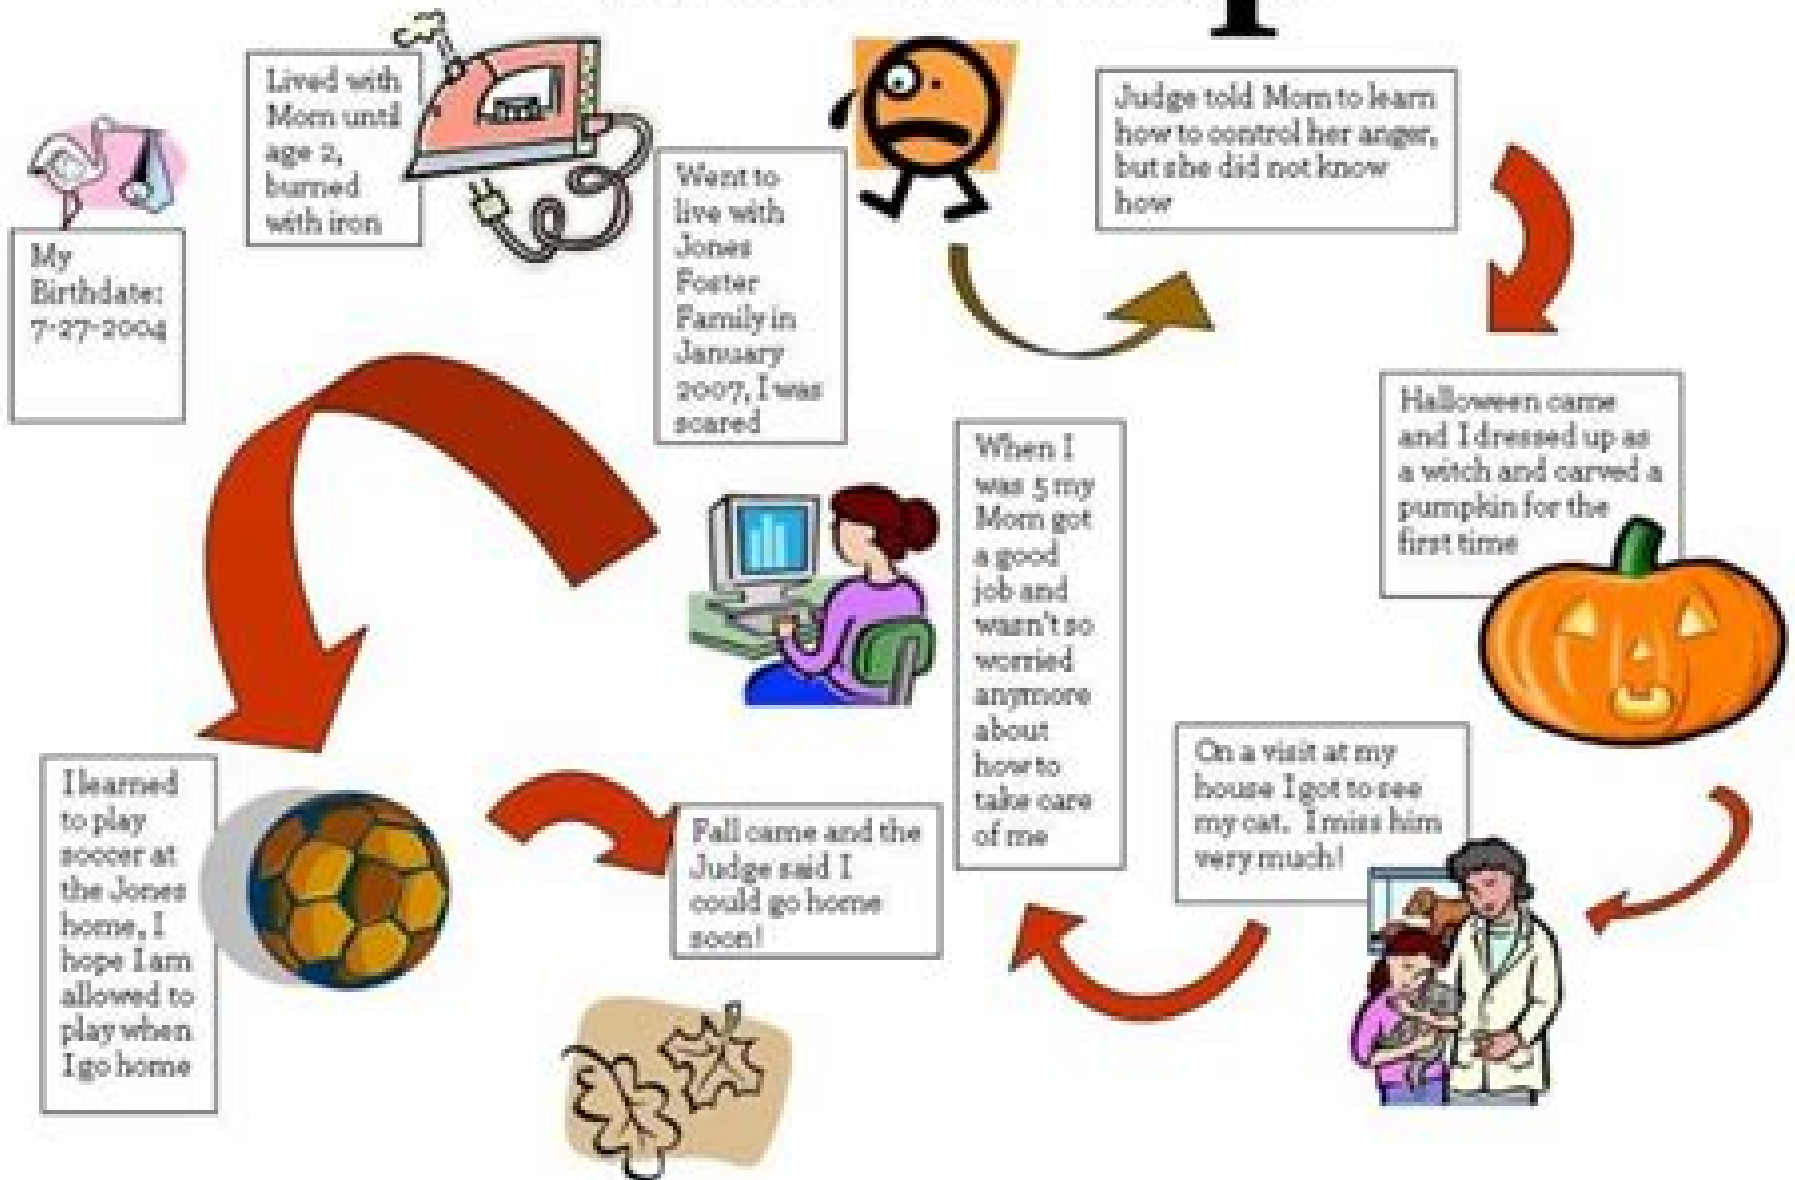 My
Birthdate:
7-27-2004
Lived with
Mom until
age 2,
burned
with iron
Went to
live with
Jones
Foster
Family in
January
2007, I was
scared
Judge told Mom to learn
how to control her anger,
but she did not know
how
Halloween came
and I dressed up as
a witch and carved a
pumpkin for the
first time
On a visit at my
house I got to see
my cat. I miss him
very much!
When I
was 5 my
Mom got
a good
job and
wasn't so
worried
anymore
about
how to
take care
of me
I learned
to play
soccer at
the Jones
home, I
hope I am
allowed to
play when
I go home
Fall came and the
Judge said I
could go home
soon!